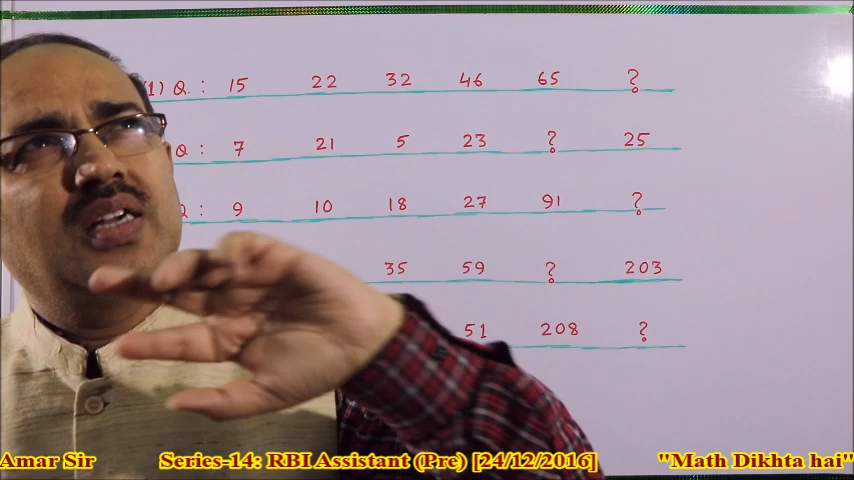 1) Q. : 15 22 32 46 65 ?
Q : 7 21 5 23 ? 25
Q : 9 10 18 27 91 ?
35 59 ? 203
51 208 ?
Amar Sir Series-14: RBI Assistant (Pre) [24/12/2016] "Math Dikhta hai"